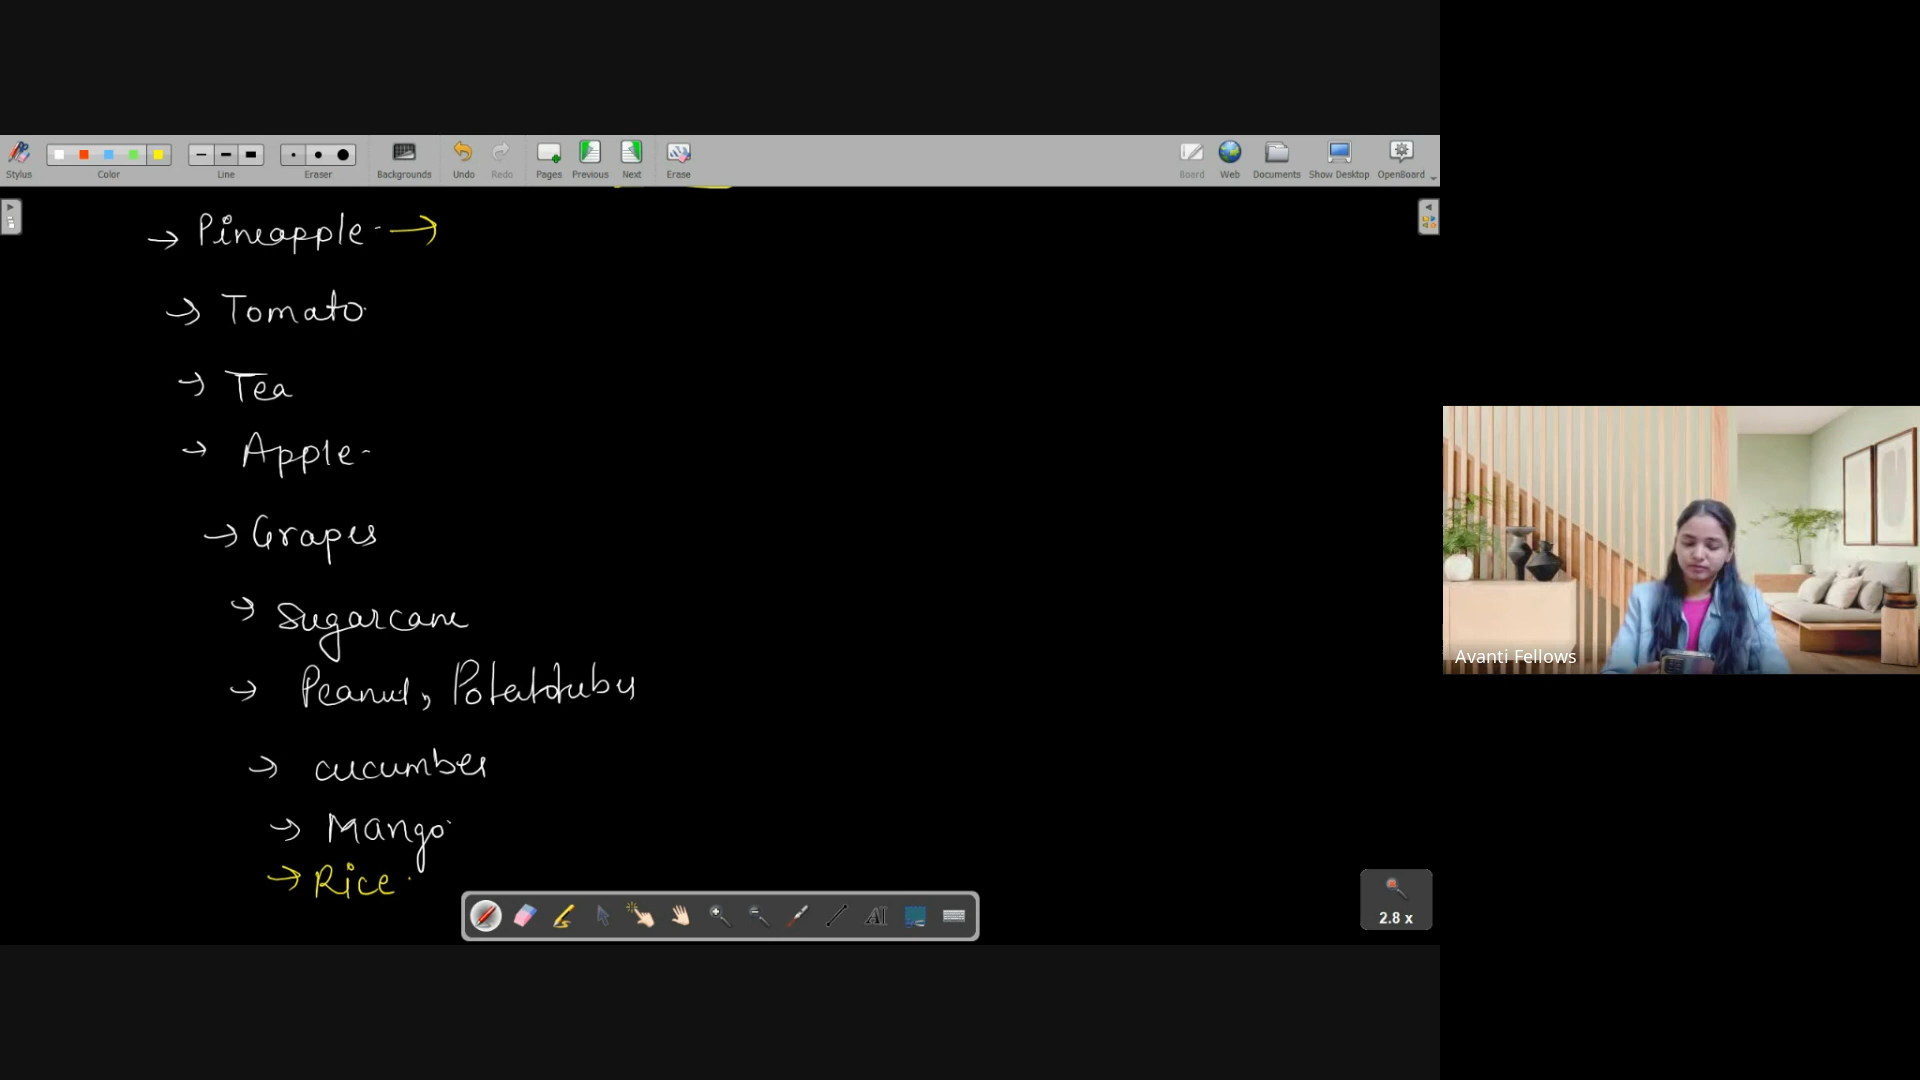 Stylus
Color
Line
Eraser
Backgrounds
Undo
Redo
Pages
Previous
Next
Erase
Board
Web
Documents
Show Desktop
OpenBoard
→ Pineapple →
→ Tomato
→ Tea
→ Apple
→ Grapes
→ Sugarcane
→ Peanut,
→ cucumber
→ Mango
→ Rice
AI
2.8 x
Avanti Fellows